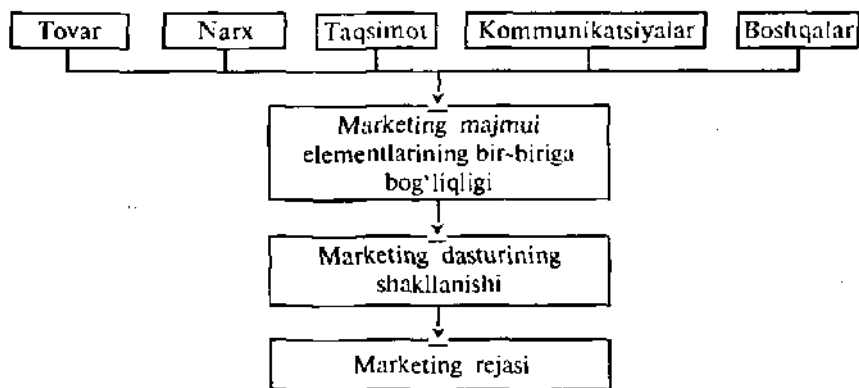 Tovar Narx Taqsimot Kommunikatsiyalar Boshqalar
Marketing majmui
elementlarining bir-biriga
bog‘liqligi
Marketing dasturining
shakllanishi
Marketing rejasi